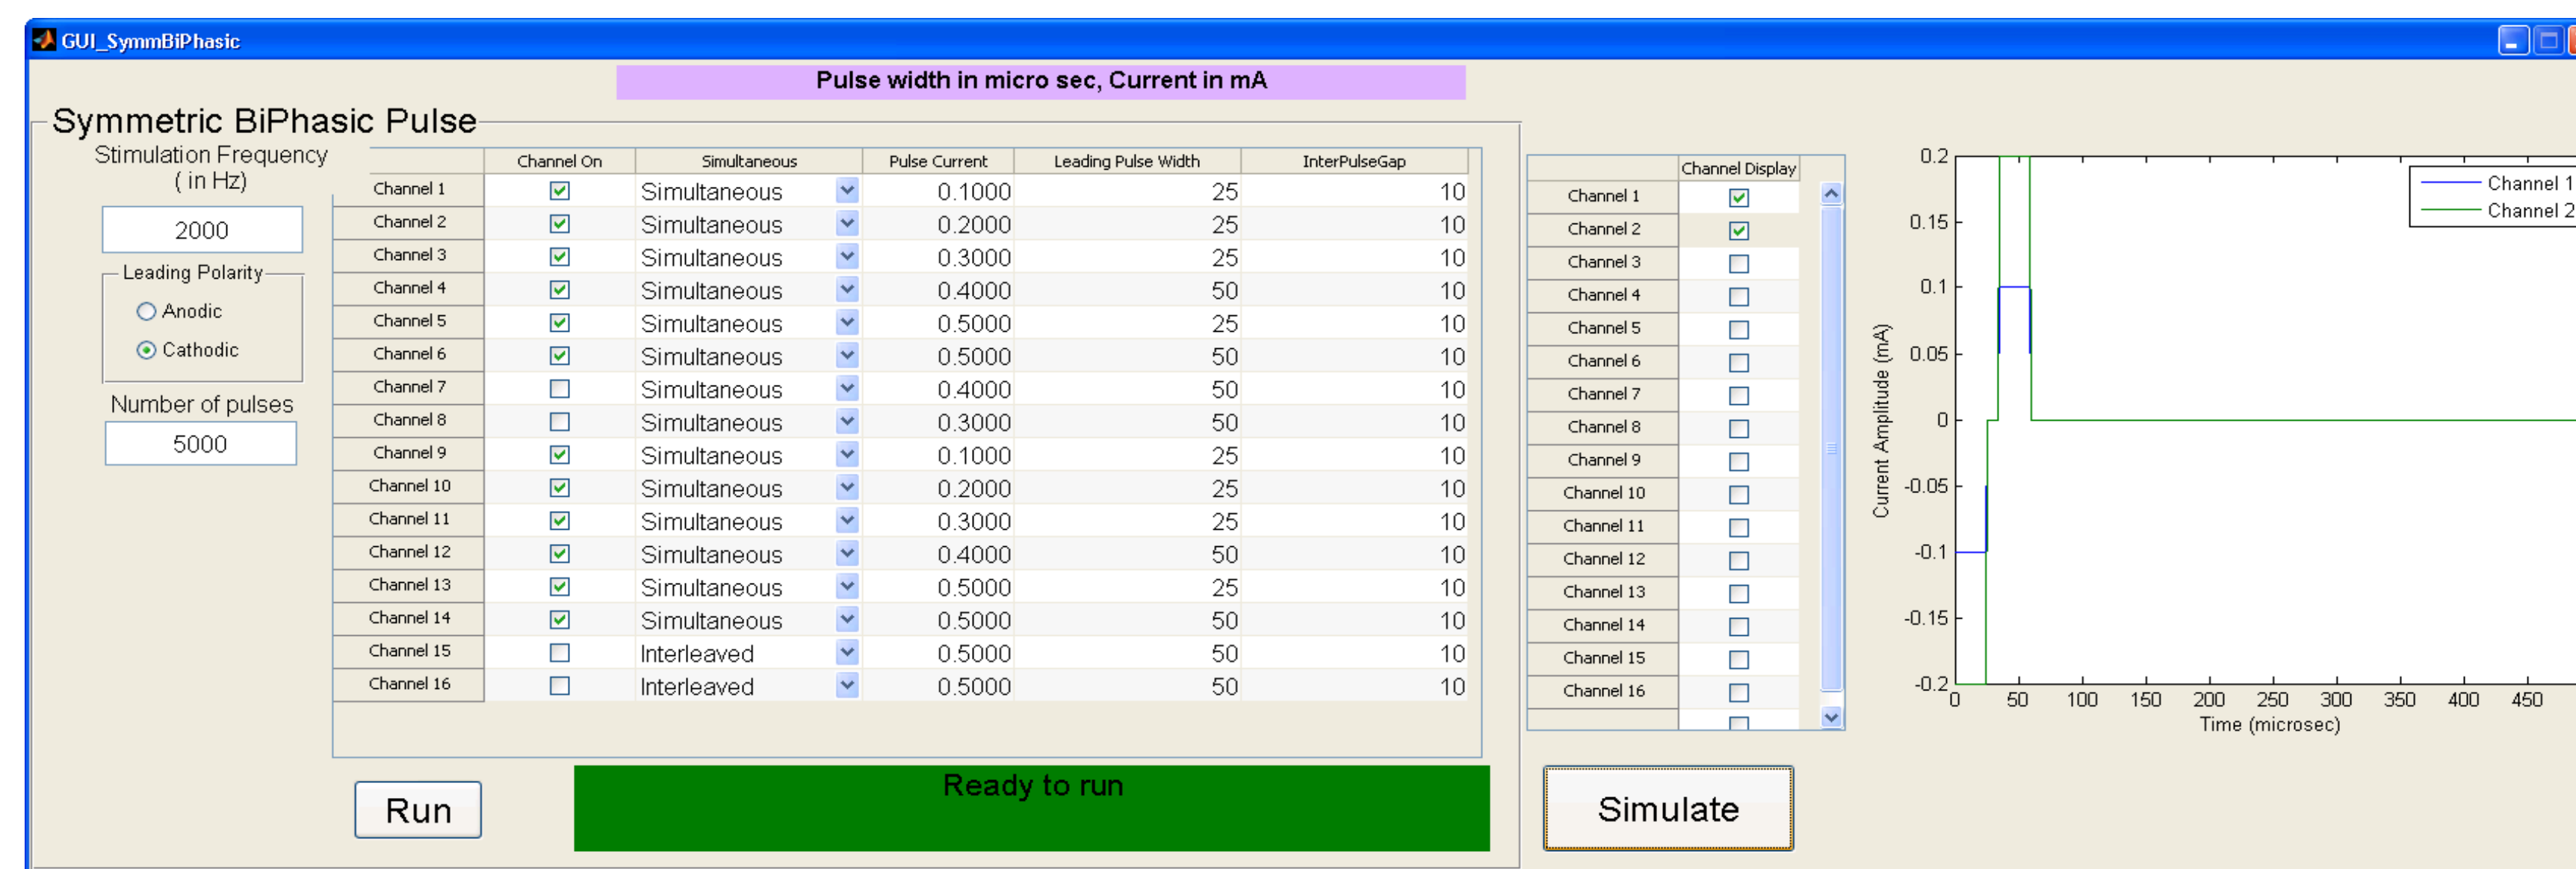 GUI_SymmBiPhasic
Pulse width in micro sec, Current in mA
Symmetric BiPhasic Pulse
Stimulation Frequency
( in Hz)
2000
Leading Polarity
Anodic
Cathodic
Number of pulses
5000
Channel On Simultaneous Pulse Current Leading Pulse Width InterPulseGap
Channel 1 Simultaneous 0.1000 25 10
Channel 2 Simultaneous 0.2000 25 10
Channel 3 Simultaneous 0.3000 25 10
Channel 4 Simultaneous 0.4000 50 10
Channel 5 Simultaneous 0.5000 25 10
Channel 6 Simultaneous 0.5000 50 10
Channel 7 Simultaneous 0.4000 50 10
Channel 8 Simultaneous 0.3000 50 10
Channel 9 Simultaneous 0.1000 25 10
Channel 10 Simultaneous 0.2000 25 10
Channel 11 Simultaneous 0.3000 25 10
Channel 12 Simultaneous 0.4000 50 10
Channel 13 Simultaneous 0.5000 25 10
Channel 14 Simultaneous 0.5000 50 10
Channel 15 Interleaved 0.5000 50 10
Channel 16 Interleaved 0.5000 50 10
Run
Ready to run
Channel Display
Channel 1
Channel 2
Channel 3
Channel 4
Channel 5
Channel 6
Channel 7
Channel 8
Channel 9
Channel 10
Channel 11
Channel 12
Channel 13
Channel 14
Channel 15
Channel 16
Simulate
Current Amplitude (mA)
0.2
0.15
0.1
0.05
0
-0.05
-0.1
-0.15
-0.2
0 50 100 150 200 250 300 350 400 450
Time (microsec)
Channel 1
Channel 2